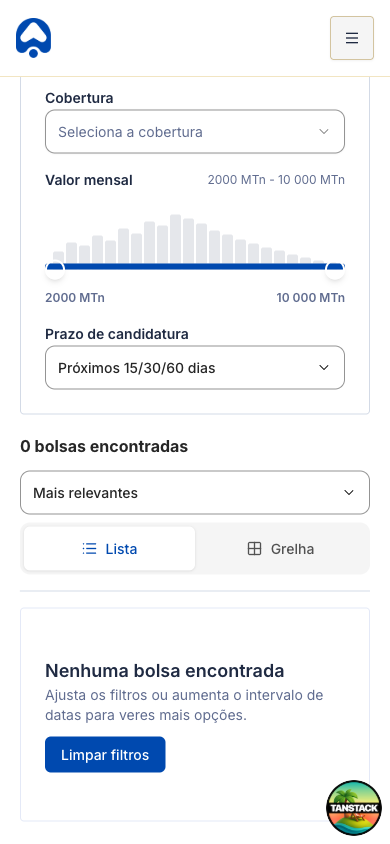 Cobertura
Seleciona a cobertura
Valor mensal 2000 MTn - 10 000 MTn
2000 MTn 10 000 MTn
Prazo de candidatura
Próximos 15/30/60 dias
0 bolsas encontradas
Mais relevantes
Lista Grelha
Nenhuma bolsa encontrada
Ajusta os filtros ou aumenta o intervalo de
datas para veres mais opções.
Limpar filtros
TANSTACK